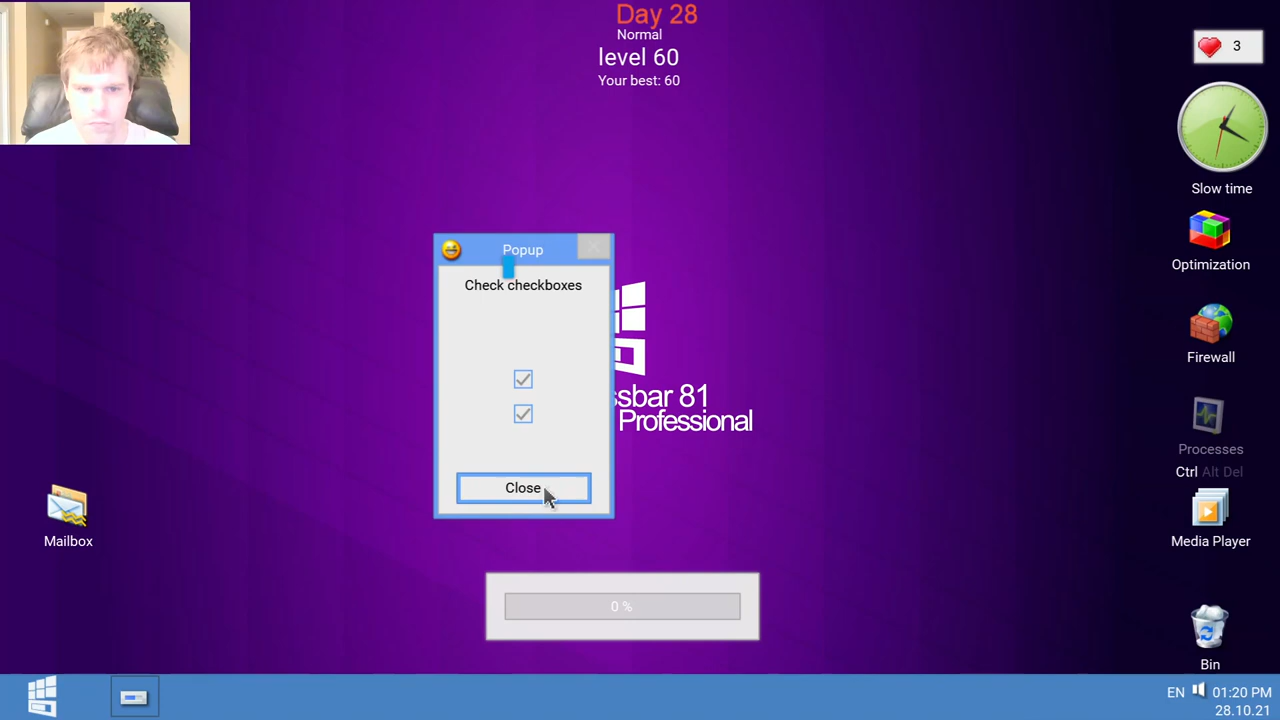 Day 28
Normal
level 60
Your best: 60
3
Slow time
Optimization
Firewall
Processes
Ctrl Alt Del
Media Player
Bin
Mailbox
Popup
Check checkboxes
Close
ssbar 81
Professional
0 %
EN 01:20 PM
28.10.21